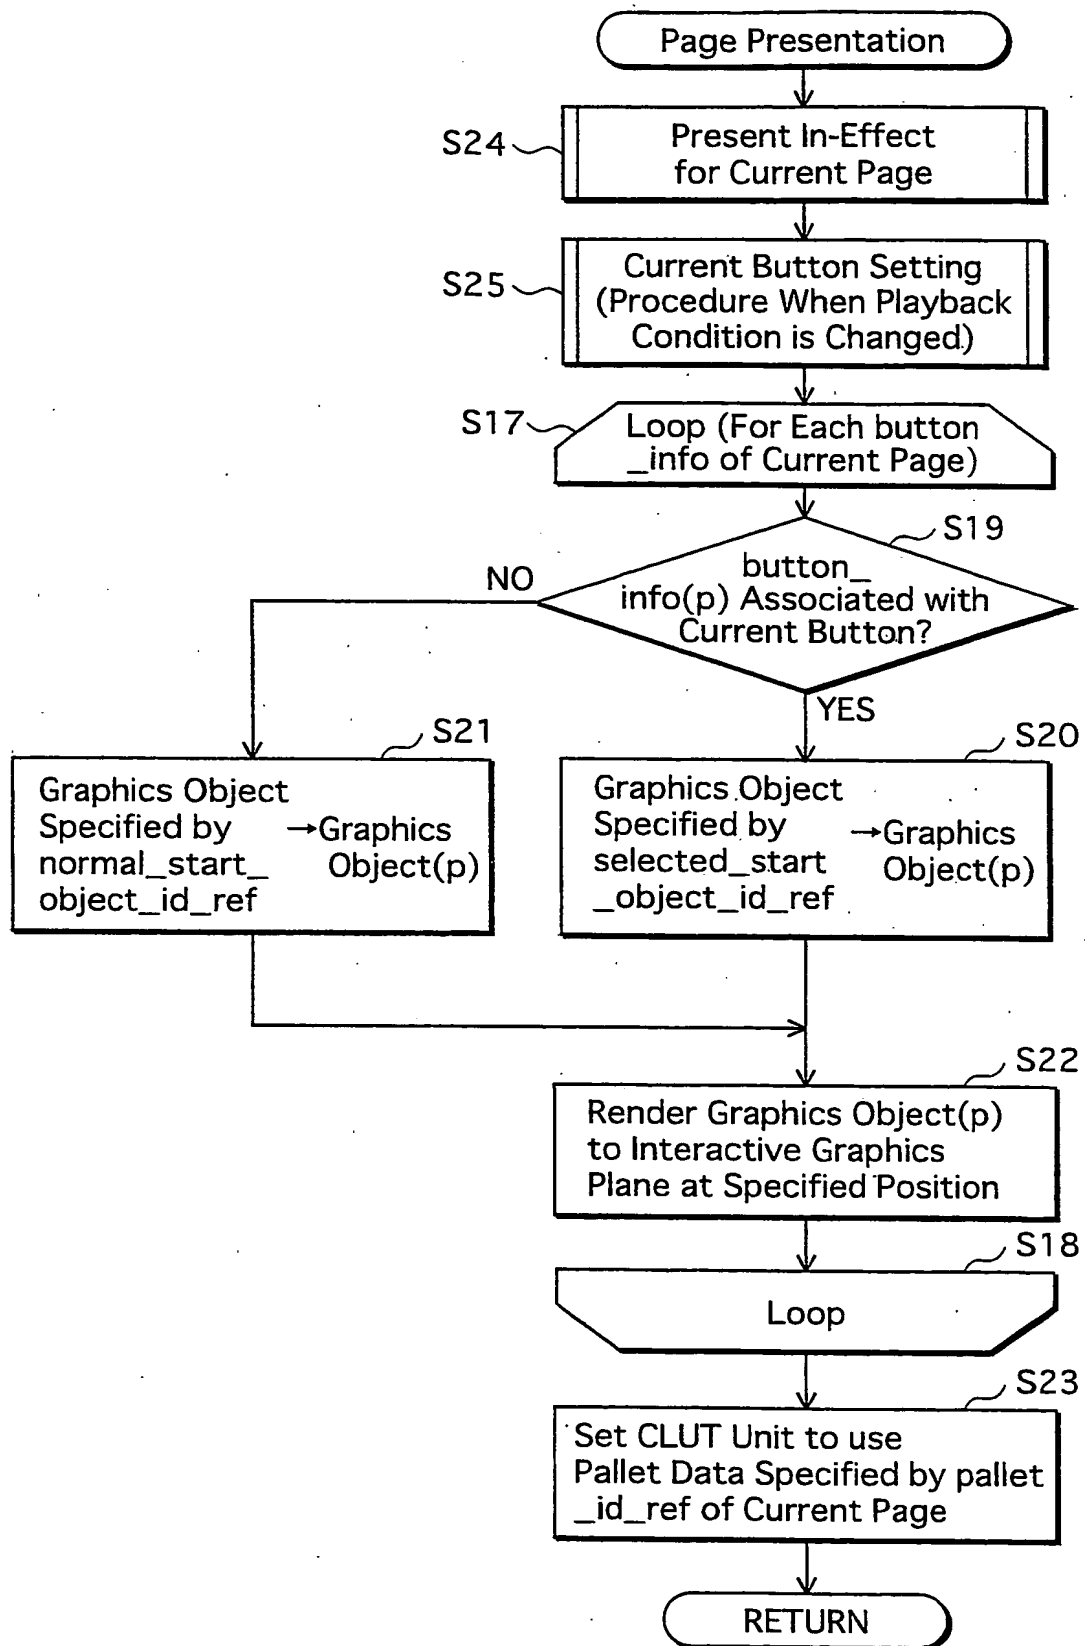 Page Presentation
S24
Present In-Effect
for Current Page
S25
Current Button Setting
(Procedure When Playback
Condition is Changed)
S17
Loop (For Each button
_info of Current Page)
S19
button_
info(p) Associated with
Current Button?
NO
YES
S21
Graphics Object
Specified by →Graphics
normal_start_ Object(p)
object_id_ref
S20
Graphics Object
Specified by →Graphics
selected_start Object(p)
_object_id_ref
S22
Render Graphics Object(p)
to Interactive Graphics
Plane at Specified Position
S18
Loop
S23
Set CLUT Unit to use
Pallet Data Specified by pallet
_id_ref of Current Page
RETURN